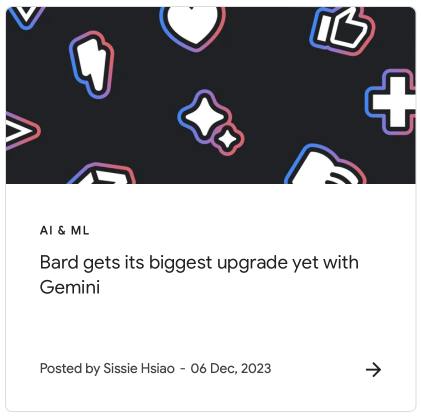 AI & ML
Bard gets its biggest upgrade yet with
Gemini
Posted by Sissie Hsiao - 06 Dec, 2023